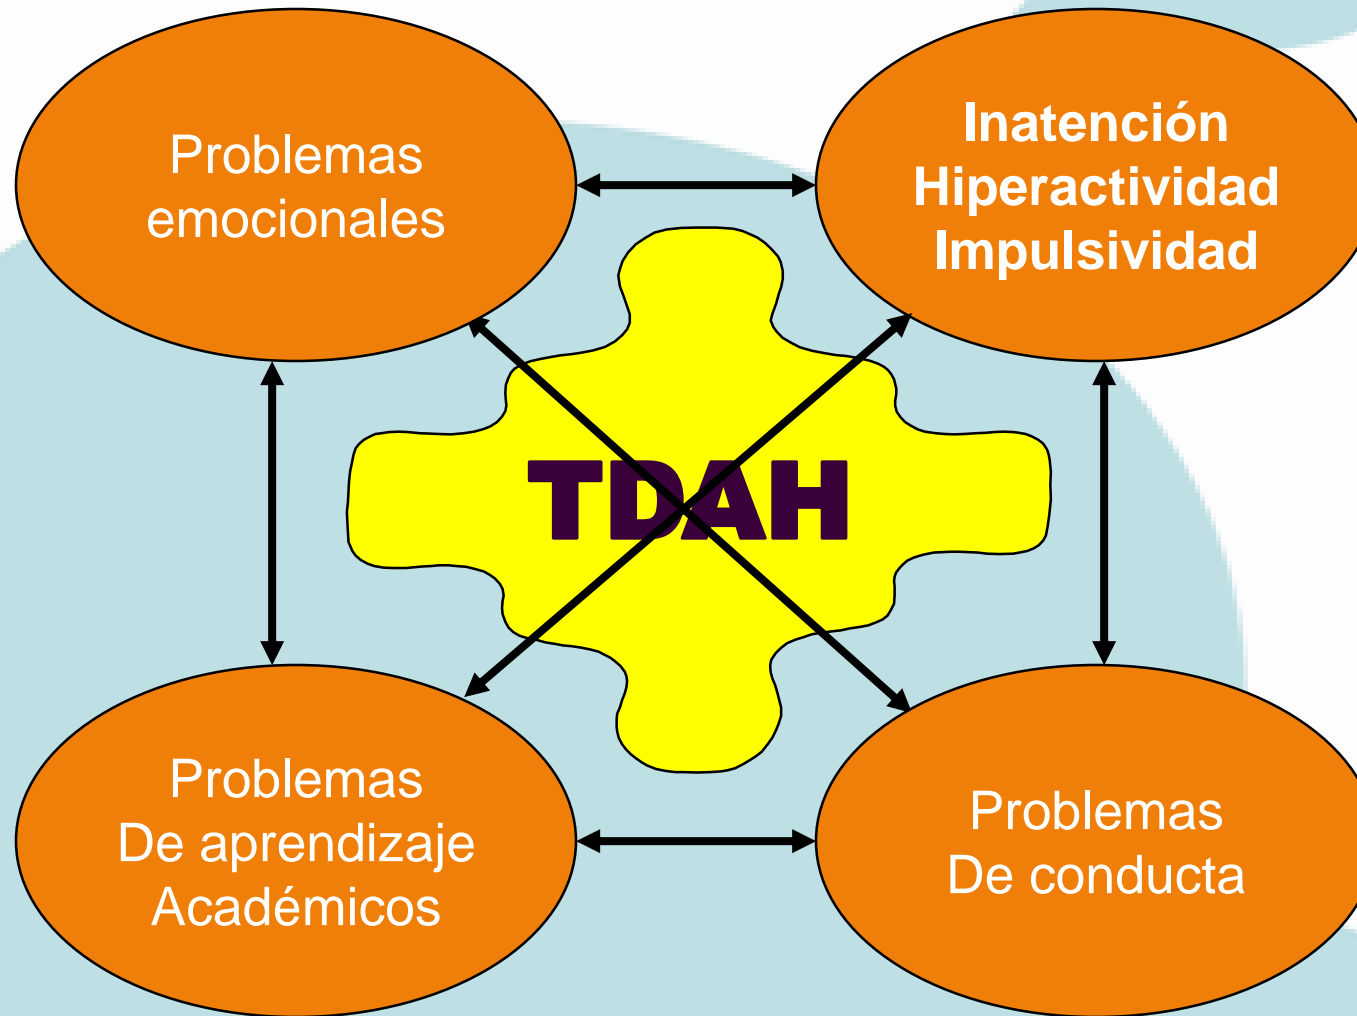 Problemas
emocionales
Inatención
Hiperactividad
Impulsividad
TDAH
Problemas
De aprendizaje
Académicos
Problemas
De conducta